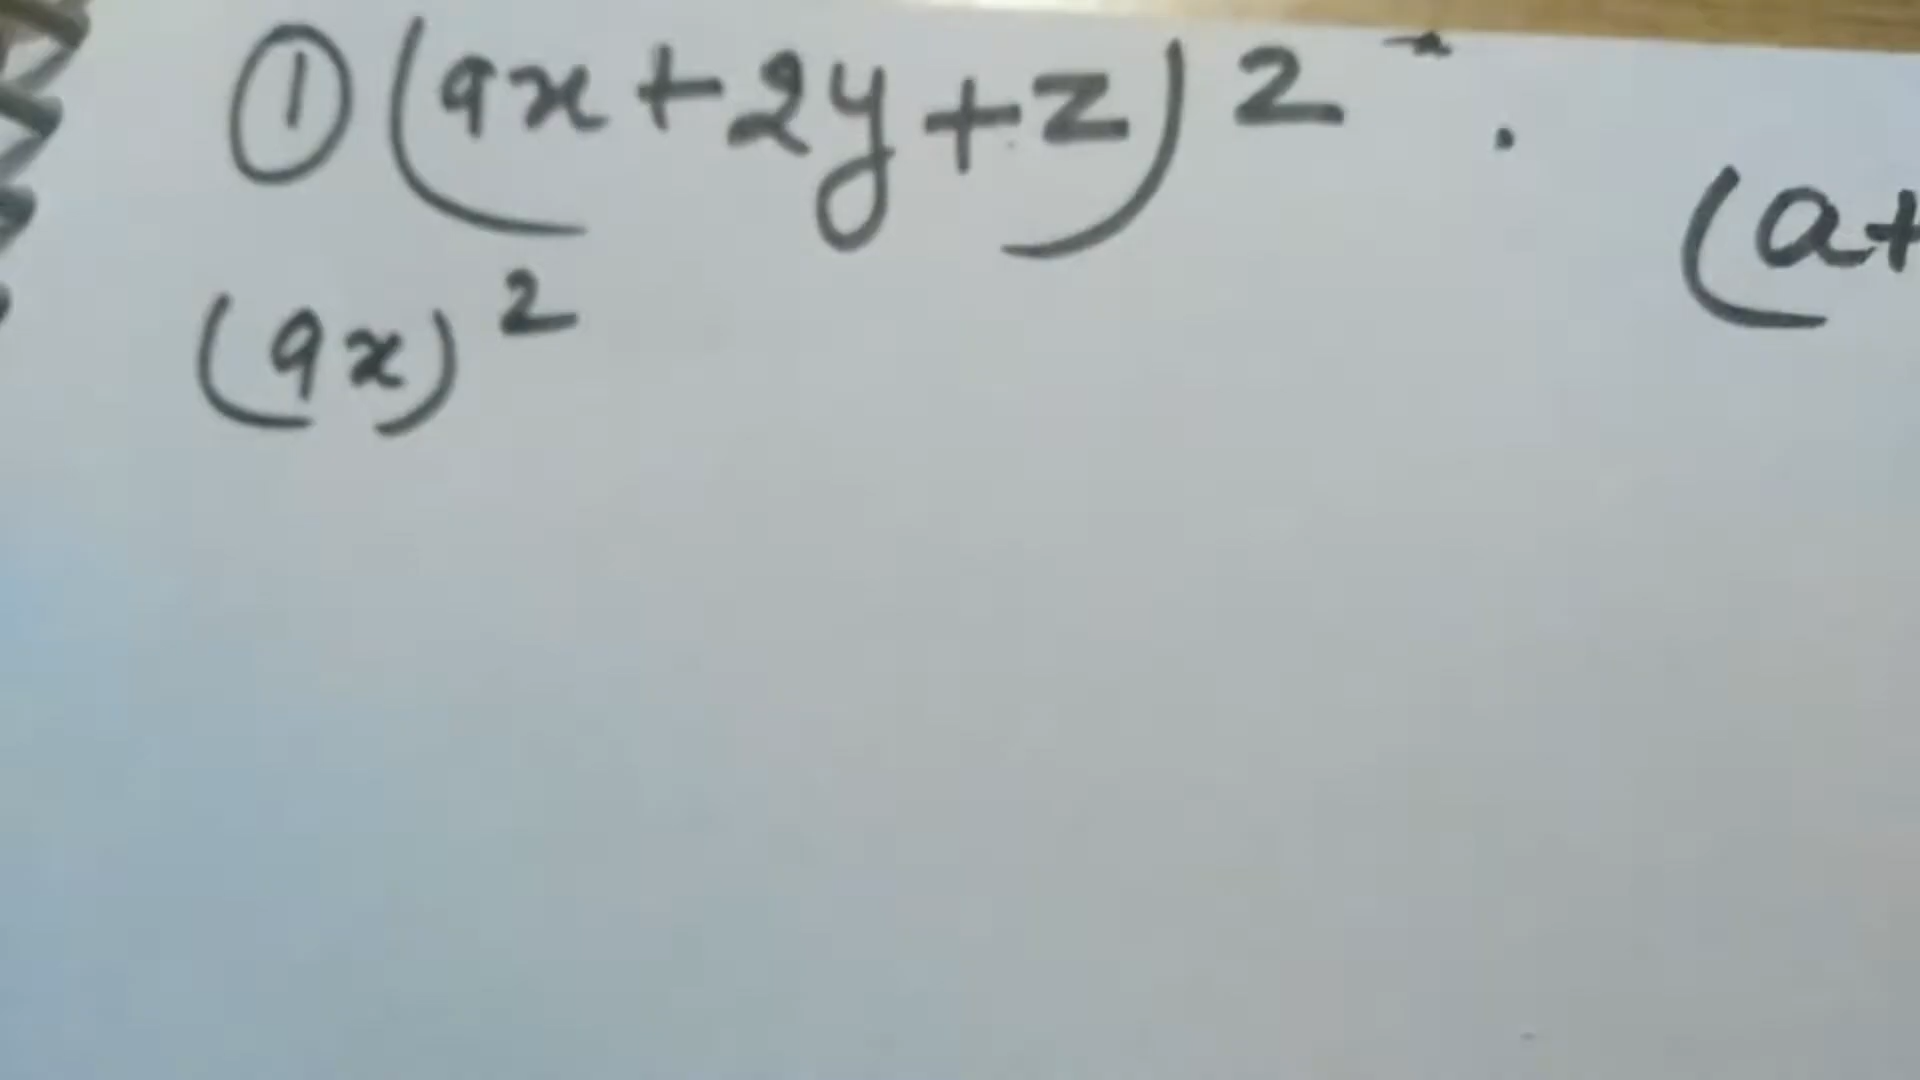 ① (9x+2y+z)2
(a+
(9x)²